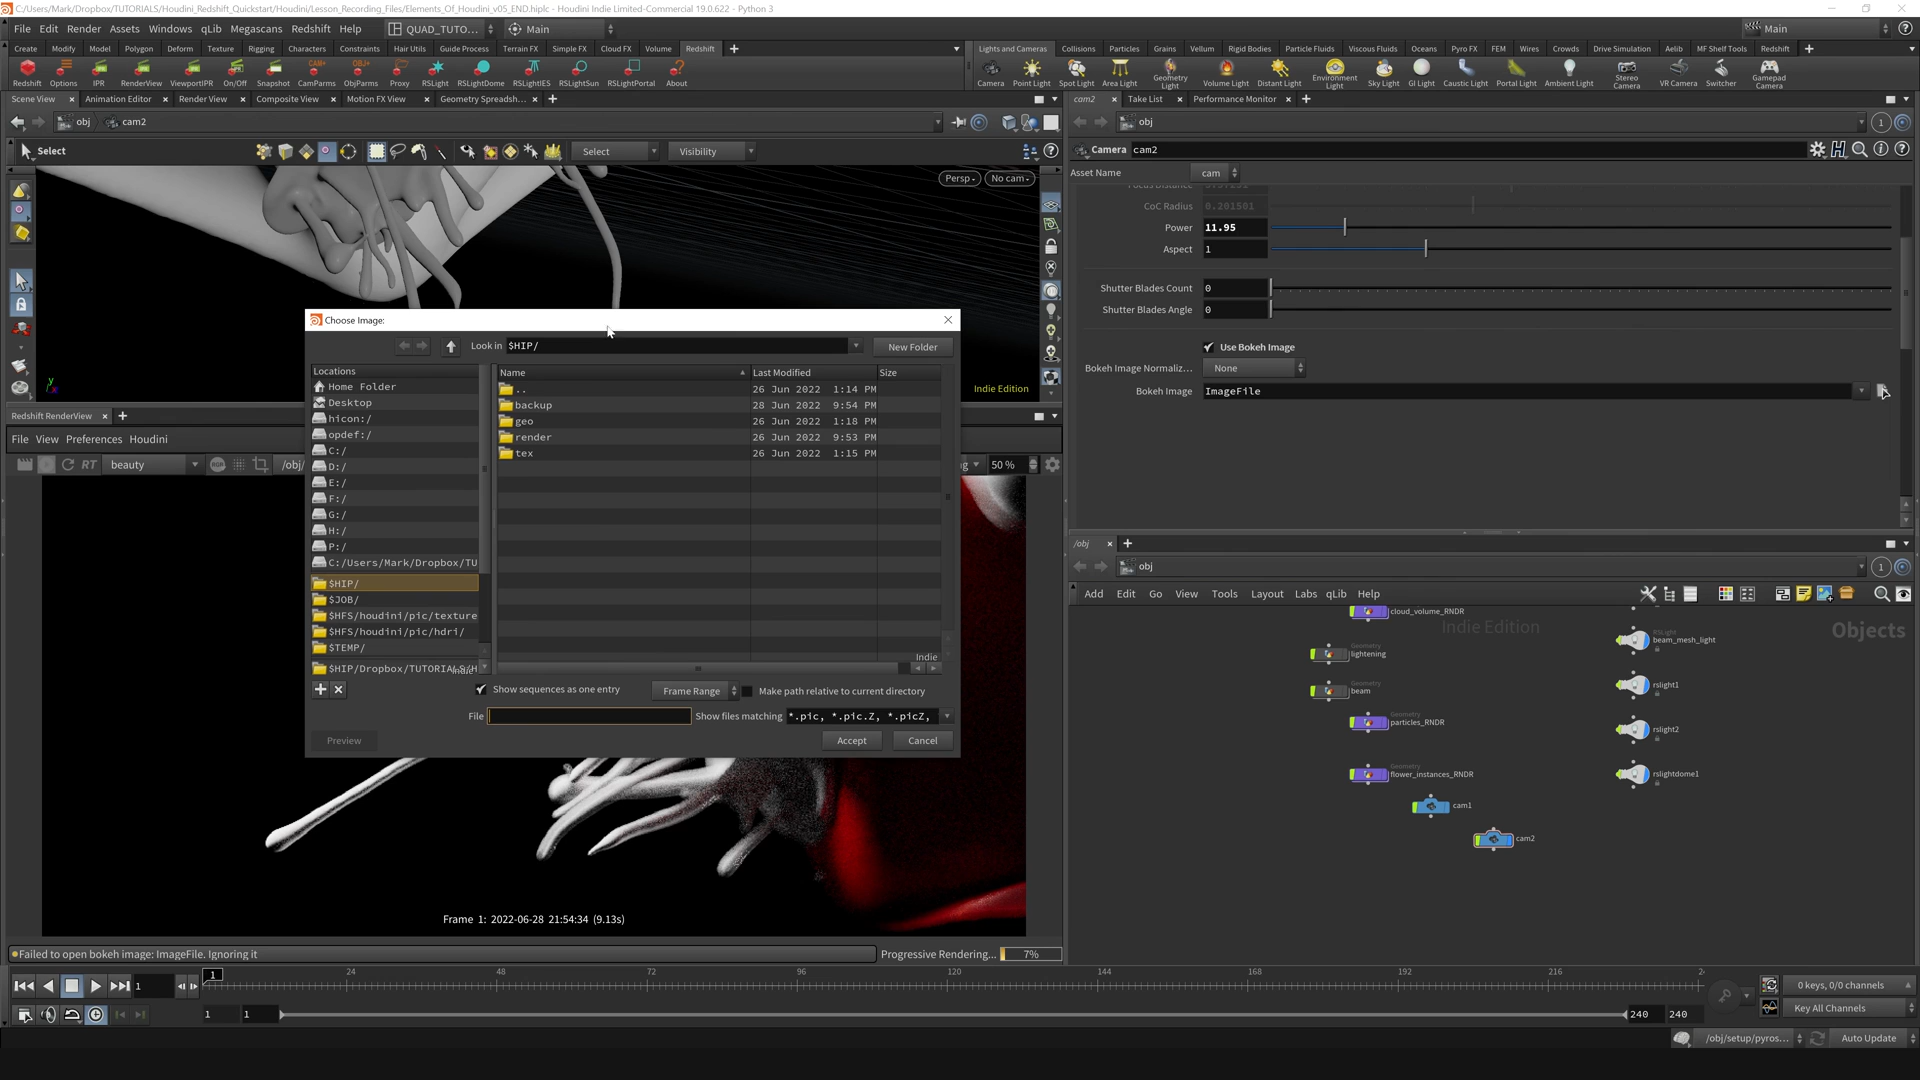 C:/Users/Mark/Dropbox/TUTORIALS/Houdini_Redshift_Quickstart/Houdini/Lesson_Recording_Files/Elements_Of_Houdini_v05_END.hiplc - Houdini Indie Limited-Commercial 19.0.622 - Python 3
File Edit Render Assets Windows qLib Megascans Redshift Help QUAD_TUTO... Main Main
Create Modify Model Polygon Deform Texture Rigging Characters Constraints Hair Utils Guide Process Terrain FX Simple FX Cloud FX Volume Redshift
Lights and Cameras Collisions Particles Grains Vellum Rigid Bodies Particle Fluids Viscous Fluids Oceans Pyro FX FEM Wires Crowds Drive Simulation Aelib MF Shelf Tools Redshift
Redshift Options IPR RenderView ViewportIPR On/Off Snapshot CamParms ObjParms Proxy RSLight RSLightDome RSLightIES RSLightSun RSLightPortal About
Camera Point Light Spot Light Area Light Geometry Light Volume Light Distant Light Environment Light Sky Light GI Light Caustic Light Portal Light Ambient Light Stereo Camera VR Camera Switcher Gamepad Camera
Scene View Animation Editor Render View Composite View Motion FX View Geometry Spreadsh...
cam2 Take List Performance Monitor
obj cam2
obj 1
Select Select Visibility
Camera cam2
Asset Name cam
Persp No cam
CoC Radius 0.201501
Power 11.95
Aspect 1
Shutter Blades Count 0
Shutter Blades Angle 0
Use Bokeh Image
Bokeh Image Normaliz... None
Bokeh Image ImageFile
y
Indie Edition
Choose Image:
Look in $HIP/ New Folder
Locations
Home Folder
Desktop
hicon:/
opdef:/
C:/
D:/
E:/
F:/
G:/
H:/
P:/
C:/Users/Mark/Dropbox/TU
$HIP/
$JOB/
$HFS/houdini/pic/texture
$HFS/houdini/pic/hdri/
$TEMP/
$HIP/Dropbox/TUTORIALS/H
Name Last Modified Size
.. 26 Jun 2022 1:14 PM
backup 28 Jun 2022 9:54 PM
geo 26 Jun 2022 1:18 PM
render 26 Jun 2022 9:53 PM
tex 26 Jun 2022 1:15 PM
Indie
Show sequences as one entry Frame Range Make path relative to current directory
File Show files matching *.pic, *.pic.Z, *.picZ,
Preview Accept Cancel
Redshift RenderView
File View Preferences Houdini
RT beauty RGB /obj/ 50 %
Frame 1: 2022-06-28 21:54:34 (9.13s)
Failed to open bokeh image: ImageFile. Ignoring it Progressive Rendering... 7%
/obj
obj 1
Add Edit Go View Tools Layout Labs qLib Help
Indie Edition
Objects
cloud_volume_RNDR
Geometry
lightening
Geometry
beam
Geometry
particles_RNDR
Geometry
flower_instances_RNDR
cam1
cam2
RSLight
beam_mesh_light
rslight1
rslight2
rslightdome1
1 1 24 48 72 96 120 144 168 192 216
0 keys, 0/0 channels
1 1 240 240
Key All Channels
/obj/setup/pyros... Auto Update